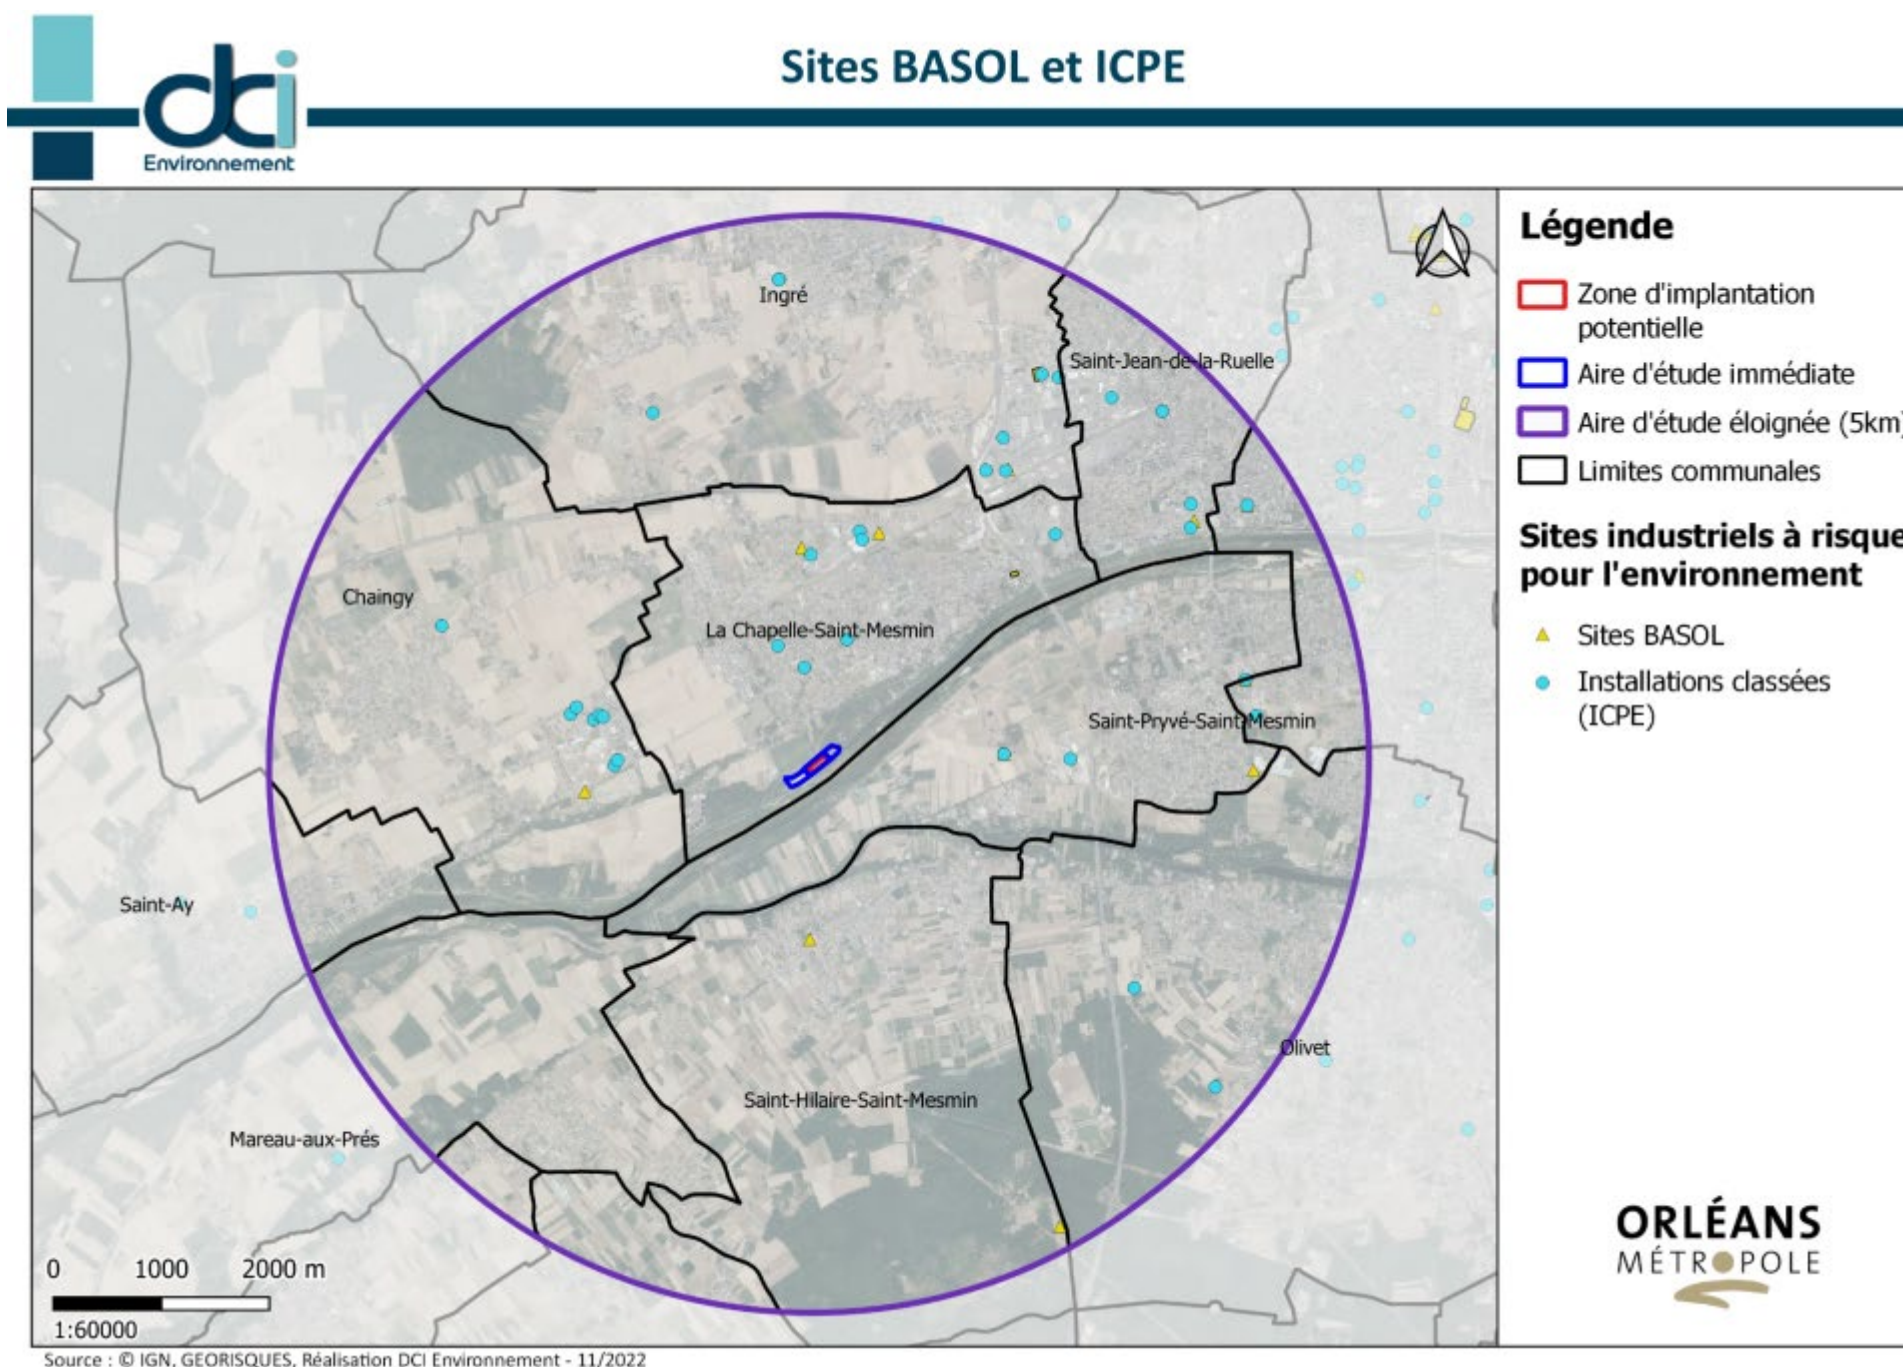 Sites BASOL et ICPE
dci
Environnement
Ingré
Saint-Jean-de-la-Ruelle
Chaingy
La Chapelle-Saint-Mesmin
Saint-Pryvé-Saint-Mesmin
Saint-Ay
Olivet
Saint-Hilaire-Saint-Mesmin
Mareau-aux-Prés
0 1000 2000 m
1:60000
Légende
Zone d'implantation
potentielle
Aire d'étude immédiate
Aire d'étude éloignée (5km)
Limites communales
Sites industriels à risque
pour l'environnement
Sites BASOL
Installations classées
(ICPE)
ORLÉANS
MÉTROPOLE
Source : © IGN, GEORISQUES, Réalisation DCI Environnement - 11/2022